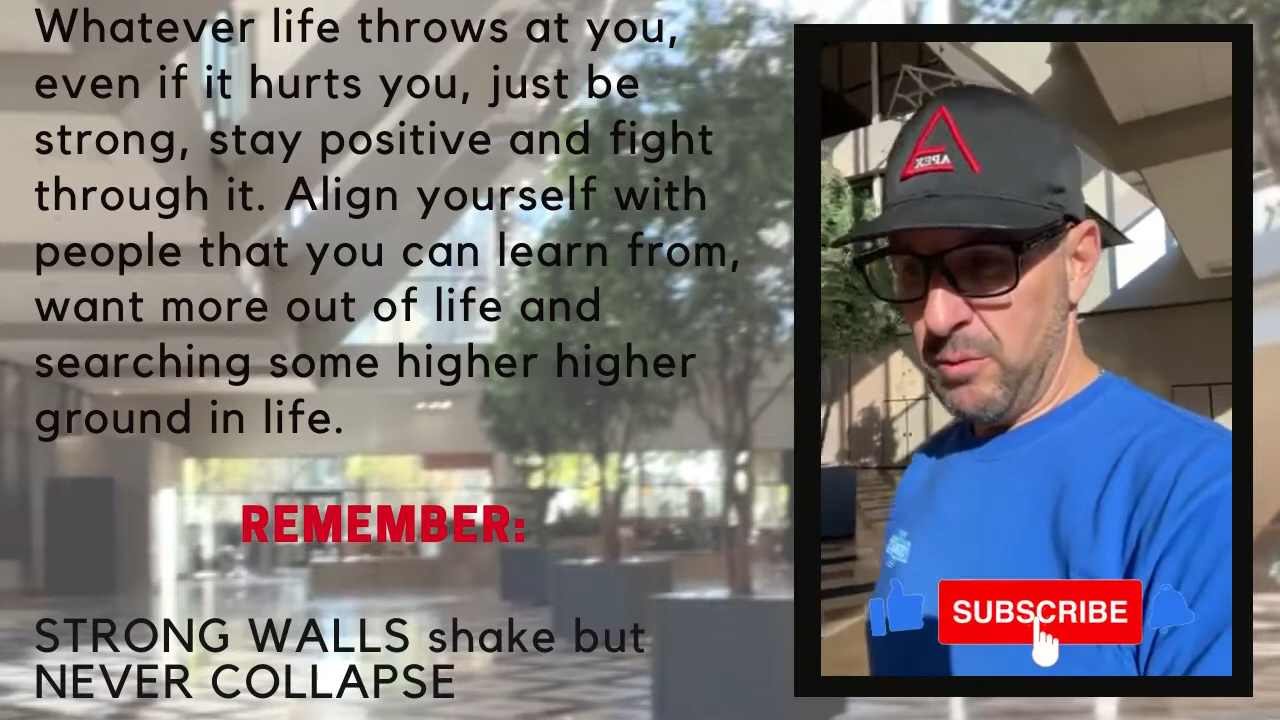 Whatever life throws at you,
even if it hurts you, just be
strong, stay positive and fight
through it. Align yourself with
people that you can learn from,
want more out of life and
searching some higher higher
ground in life.
REMEMBER:
STRONG WALLS shake but
NEVER COLLAPSE
APEX
SUBSCRIBE